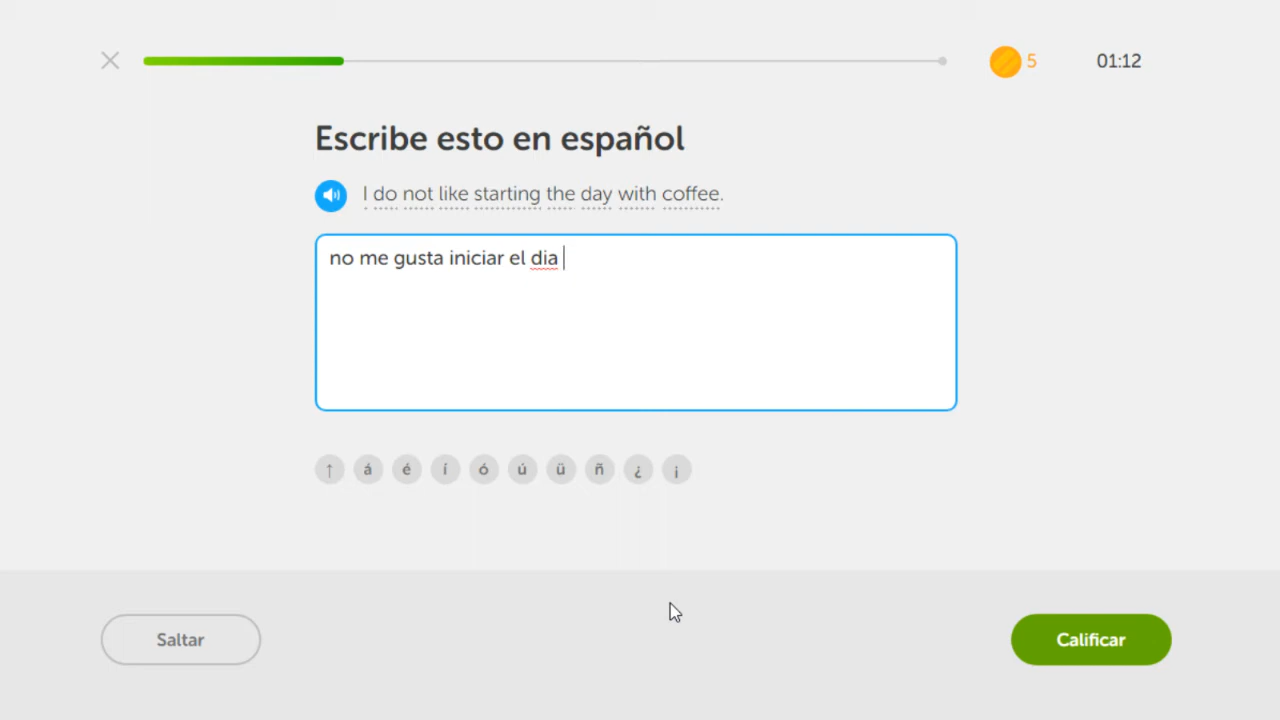 5 01:12
Escribe esto en español
I do not like starting the day with coffee.
no me gusta iniciar el dia
↑ á é í ó ú ü ñ ¿ ¡
Saltar Calificar